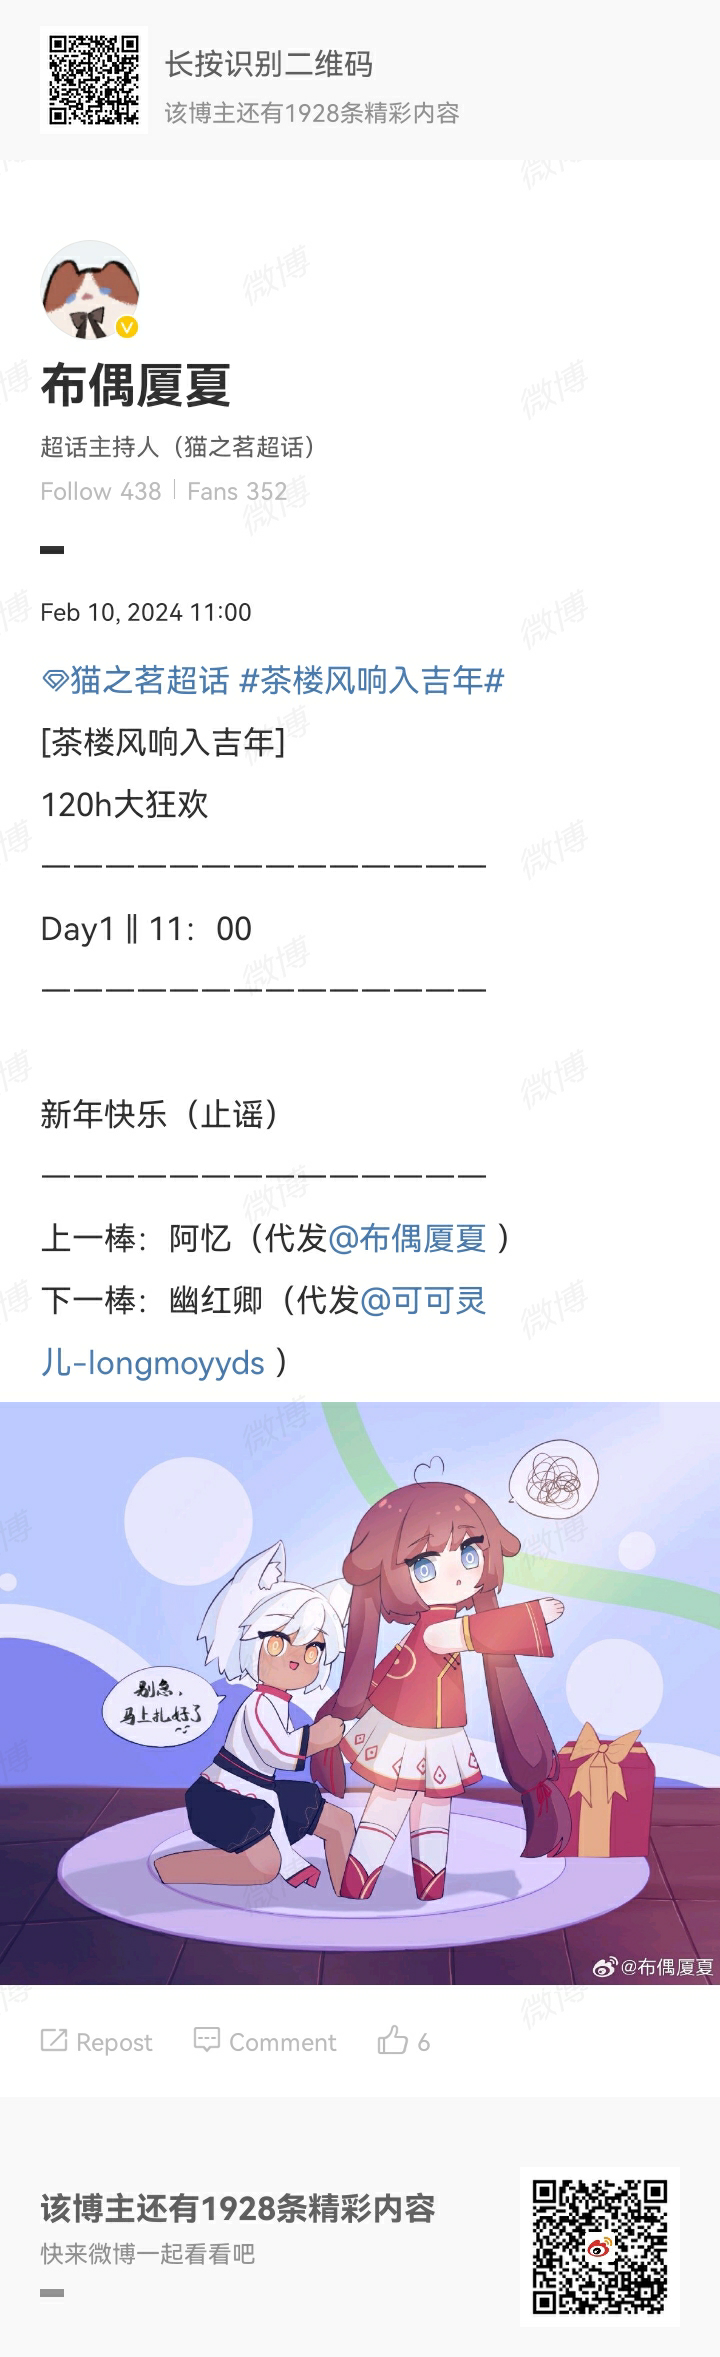 长按识别二维码
该博主还有1928条精彩内容
布偶厦夏
超话主持人（猫之茗超话）
Follow 438 | Fans 352
Feb 10, 2024 11:00
猫之茗超话 #茶楼风响入吉年#
[茶楼风响入吉年]
120h大狂欢
——————————————
Day1 || 11：00
——————————————
新年快乐（止谣）
——————————————
上一棒：阿忆（代发@布偶厦夏 ）
下一棒：幽红卿（代发@可可灵
儿-longmoyyds ）
别急，
马上扎好了
@布偶厦夏
Repost
Comment
6
该博主还有1928条精彩内容
快来微博一起看看吧
微博